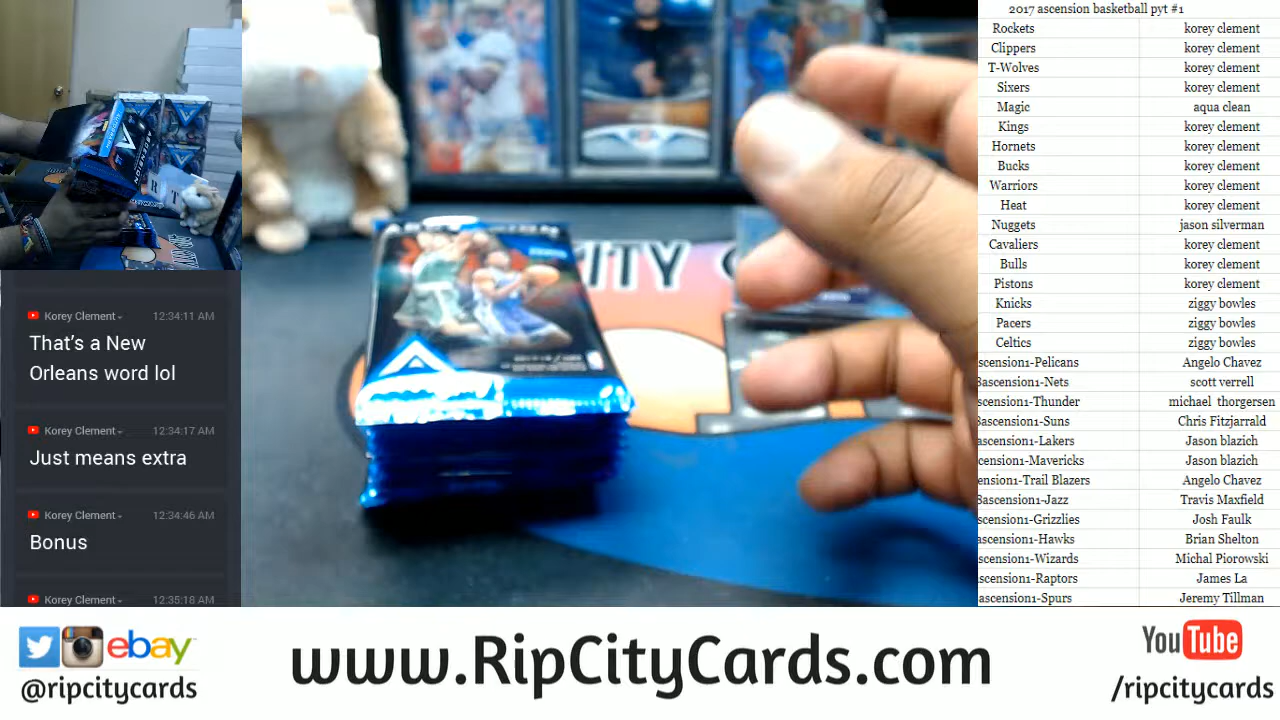 2017 ascension basketball pyt #1
Rockets korey clement
Clippers korey clement
T-Wolves korey clement
Sixers korey clement
Magic aqua clean
Kings korey clement
Hornets korey clement
Bucks korey clement
Warriors korey clement
Heat korey clement
Nuggets jason silverman
Cavaliers korey clement
Bulls korey clement
Pistons korey clement
Knicks ziggy bowles
Pacers ziggy bowles
Celtics ziggy bowles
ascension1-Pelicans Angelo Chavez
8ascension1-Nets scott verrell
scension1-Thunder michael thorgersen
8ascension1-Suns Chris Fitzjarrald
ascension1-Lakers Jason blazich
cension1-Mavericks Jason blazich
ension1-Trail Blazers Angelo Chavez
8ascension1-Jazz Travis Maxfield
scension1-Grizzlies Josh Faulk
ascension1-Hawks Brian Shelton
scension1-Wizards Michal Piorowski
scension1-Raptors James La
ascension1-Spurs Jeremy Tillman
Korey Clement 12:34:11 AM
That's a New
Orleans word lol
Korey Clement 12:34:17 AM
Just means extra
Korey Clement 12:34:46 AM
Bonus
Korey Clement 12:35:18 AM
ITY
ebay
@ripcitycards
www.RipCityCards.com
YouTube
/ripcitycards